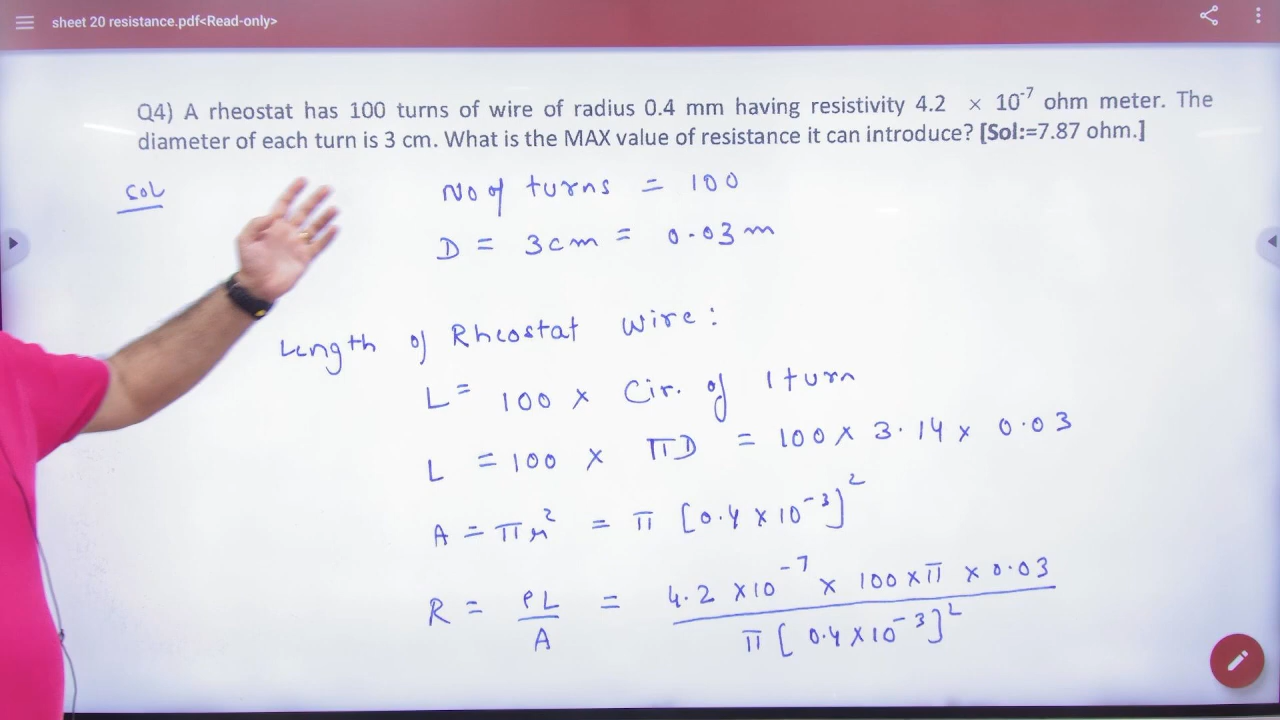 sheet 20 resistance.pdf<Read-only>
Q4) A rheostat has 100 turns of wire of radius 0.4 mm having resistivity 4.2 × 10⁻⁷ ohm meter. The
diameter of each turn is 3 cm. What is the MAX value of resistance it can introduce? [Sol:=7.87 ohm.]
Sol
No of turns = 100
D = 3cm = 0.03m
Length of Rheostat wire:
L = 100 × Cir. of 1 turn
L = 100 × πD = 100 × 3.14 × 0.03
A = πr² = π [0.4 × 10⁻³]²
R = ρL/A = 4.2 × 10⁻⁷ × 100 × π × 0.03 / π [0.4 × 10⁻³]²